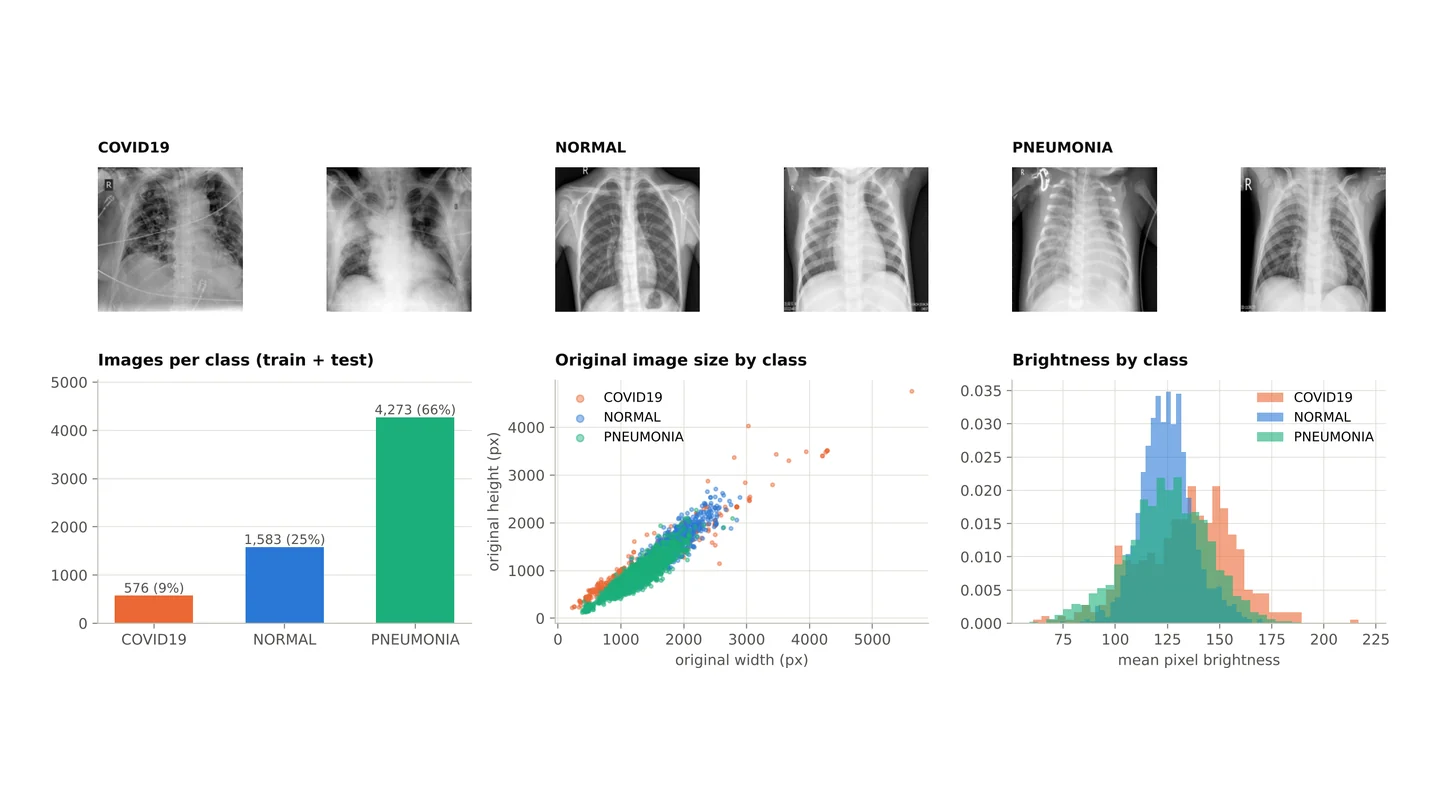 COVID19
NORMAL
PNEUMONIA
R
R
R
R
R
Images per class (train + test)
5000
4000
3000
2000
1000
0
576 (9%)
1,583 (25%)
4,273 (66%)
COVID19
NORMAL
PNEUMONIA
Original image size by class
COVID19
NORMAL
PNEUMONIA
original height (px)
4000
3000
2000
1000
0
0
1000
2000
3000
4000
5000
original width (px)
Brightness by class
COVID19
NORMAL
PNEUMONIA
0.035
0.030
0.025
0.020
0.015
0.010
0.005
0.000
75
100
125
150
175
200
225
mean pixel brightness